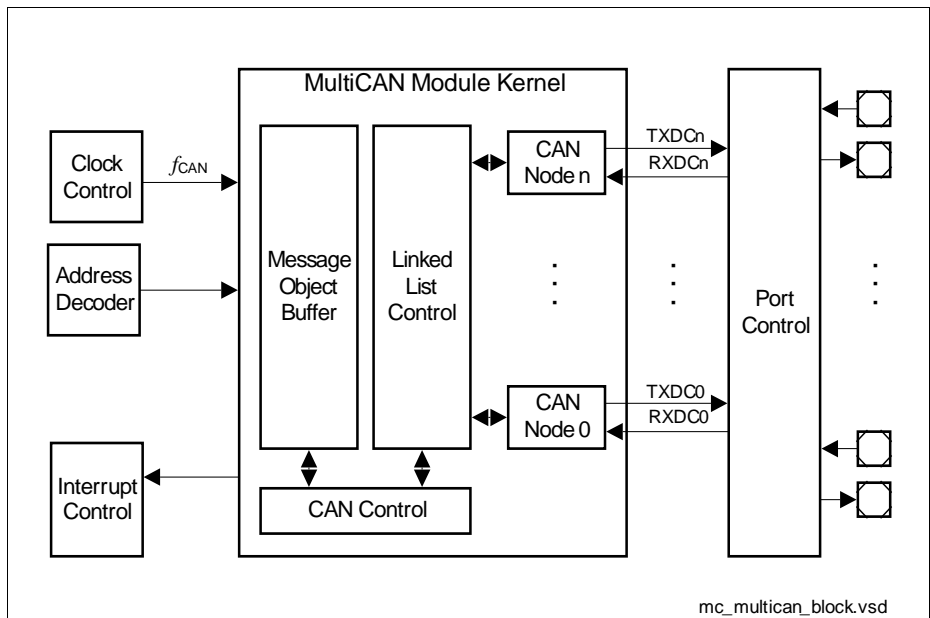 MultiCAN Module Kernel
Clock
Control
fCAN
Address
Decoder
Interrupt
Control
Message
Object
Buffer
Linked
List
Control
CAN
Node n
CAN
Node 0
CAN Control
TXDCn
RXDCn
TXDC0
RXDC0
Port
Control
mc_multican_block.vsd